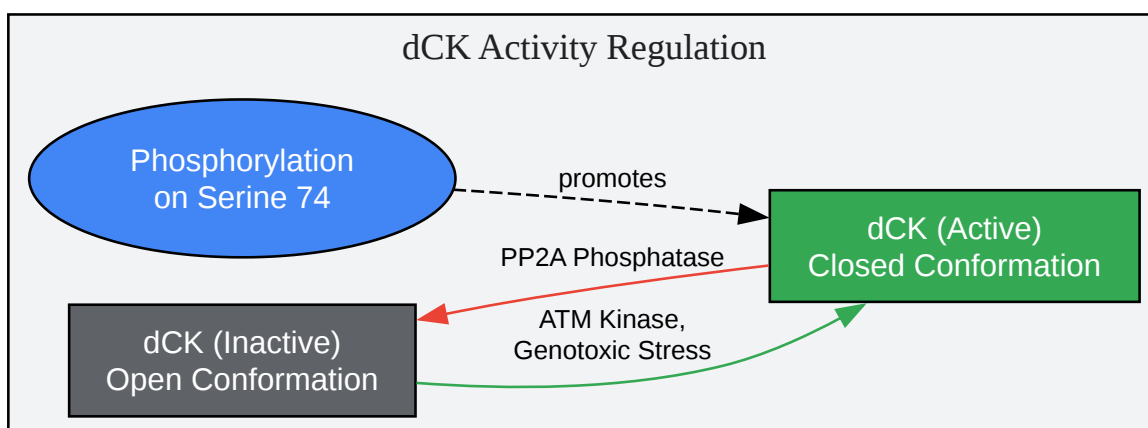 dCK Activity Regulation
Phosphorylation
on Serine 74
promotes
dCK (Active)
Closed Conformation
PP2A Phosphatase
ATM Kinase,
Genotoxic Stress
dCK (Inactive)
Open Conformation